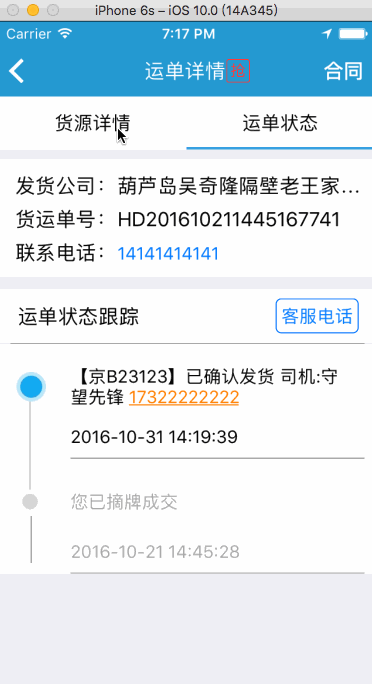 iPhone 6s – iOS 10.0 (14A345)
Carrier 7:17 PM
运单详情 合同
货源详情 运单状态
发货公司： 葫芦岛吴奇隆隔壁老王家...
货运单号： HD201610211445167741
联系电话： 14141414141
运单状态跟踪 客服电话
【京B23123】已确认发货 司机:守
望先锋 17322222222
2016-10-31 14:19:39
您已摘牌成交
2016-10-21 14:45:28